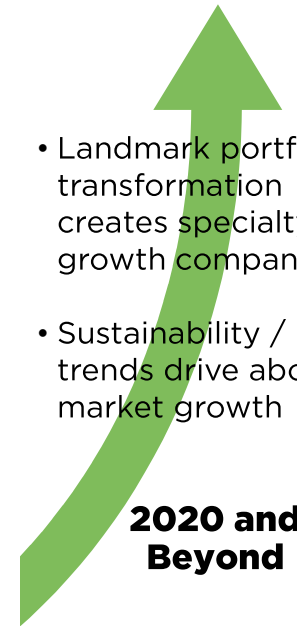 • Landmark portf
transformation
creates specialt
growth compan
• Sustainability /
trends drive abo
market growth
2020 and
Beyond